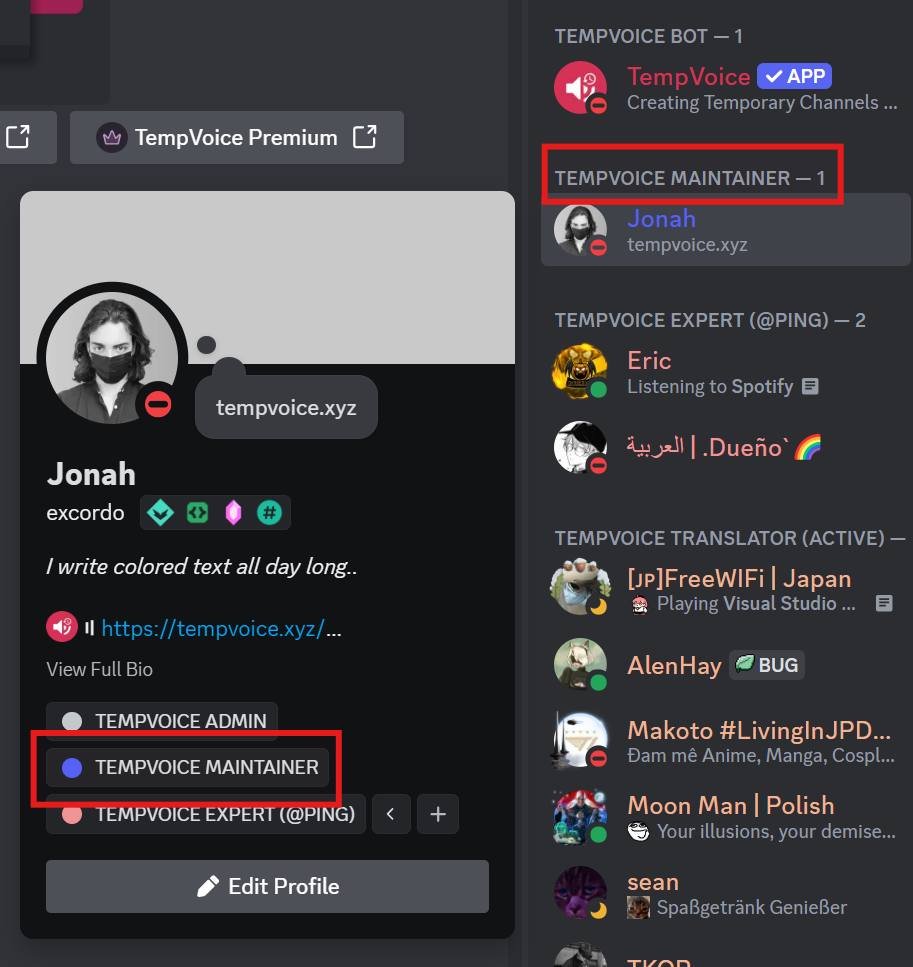 TempVoice Premium
tempvoice.xyz
Jonah
excordo
I write colored text all day long..
https://tempvoice.xyz/...
View Full Bio
TEMPVOICE ADMIN
TEMPVOICE MAINTAINER
TEMPVOICE EXPERT (@PING)
Edit Profile
TEMPVOICE BOT — 1
TempVoice APP
Creating Temporary Channels ...
TEMPVOICE MAINTAINER — 1
Jonah
tempvoice.xyz
TEMPVOICE EXPERT (@PING) — 2
Eric
Listening to Spotify
العربية | .Dueño`🌈
TEMPVOICE TRANSLATOR (ACTIVE) —
[JP]FreeWIFi | Japan
Playing Visual Studio ...
AlenHay BUG
Makoto #LivingInJPD...
Đam mê Anime, Manga, Cospl...
Moon Man | Polish
Your illusions, your demise...
sean
Spaßgetränk Genießer